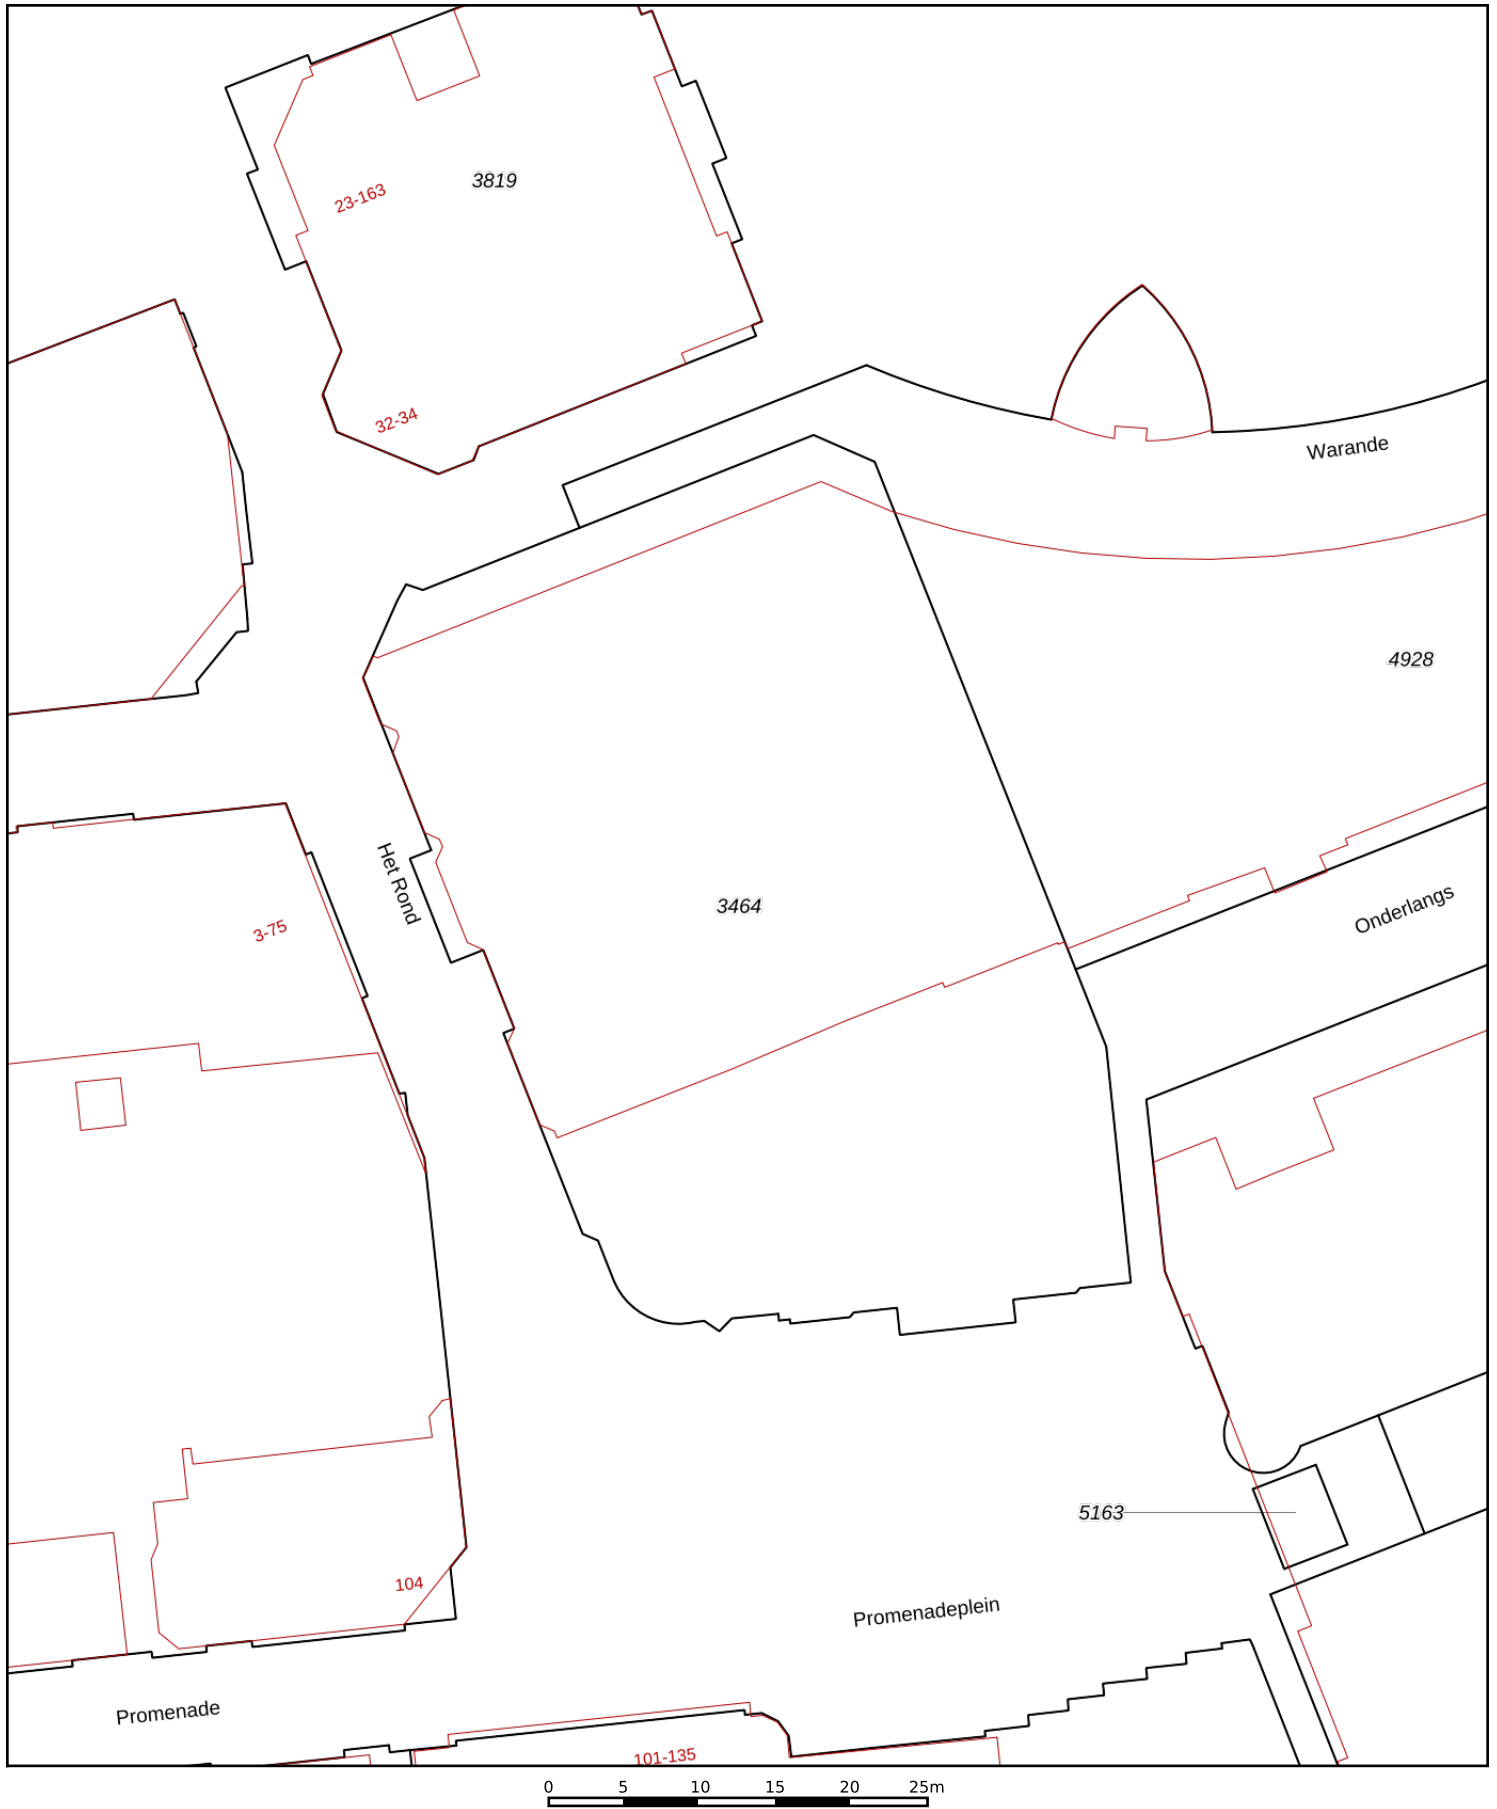 3819
23-163
32-34
Warande
4928
Het Rond
3464
Onderlangs
3-75
5163
104
Promenadeplein
Promenade
101-135
0 5 10 15 20 25m